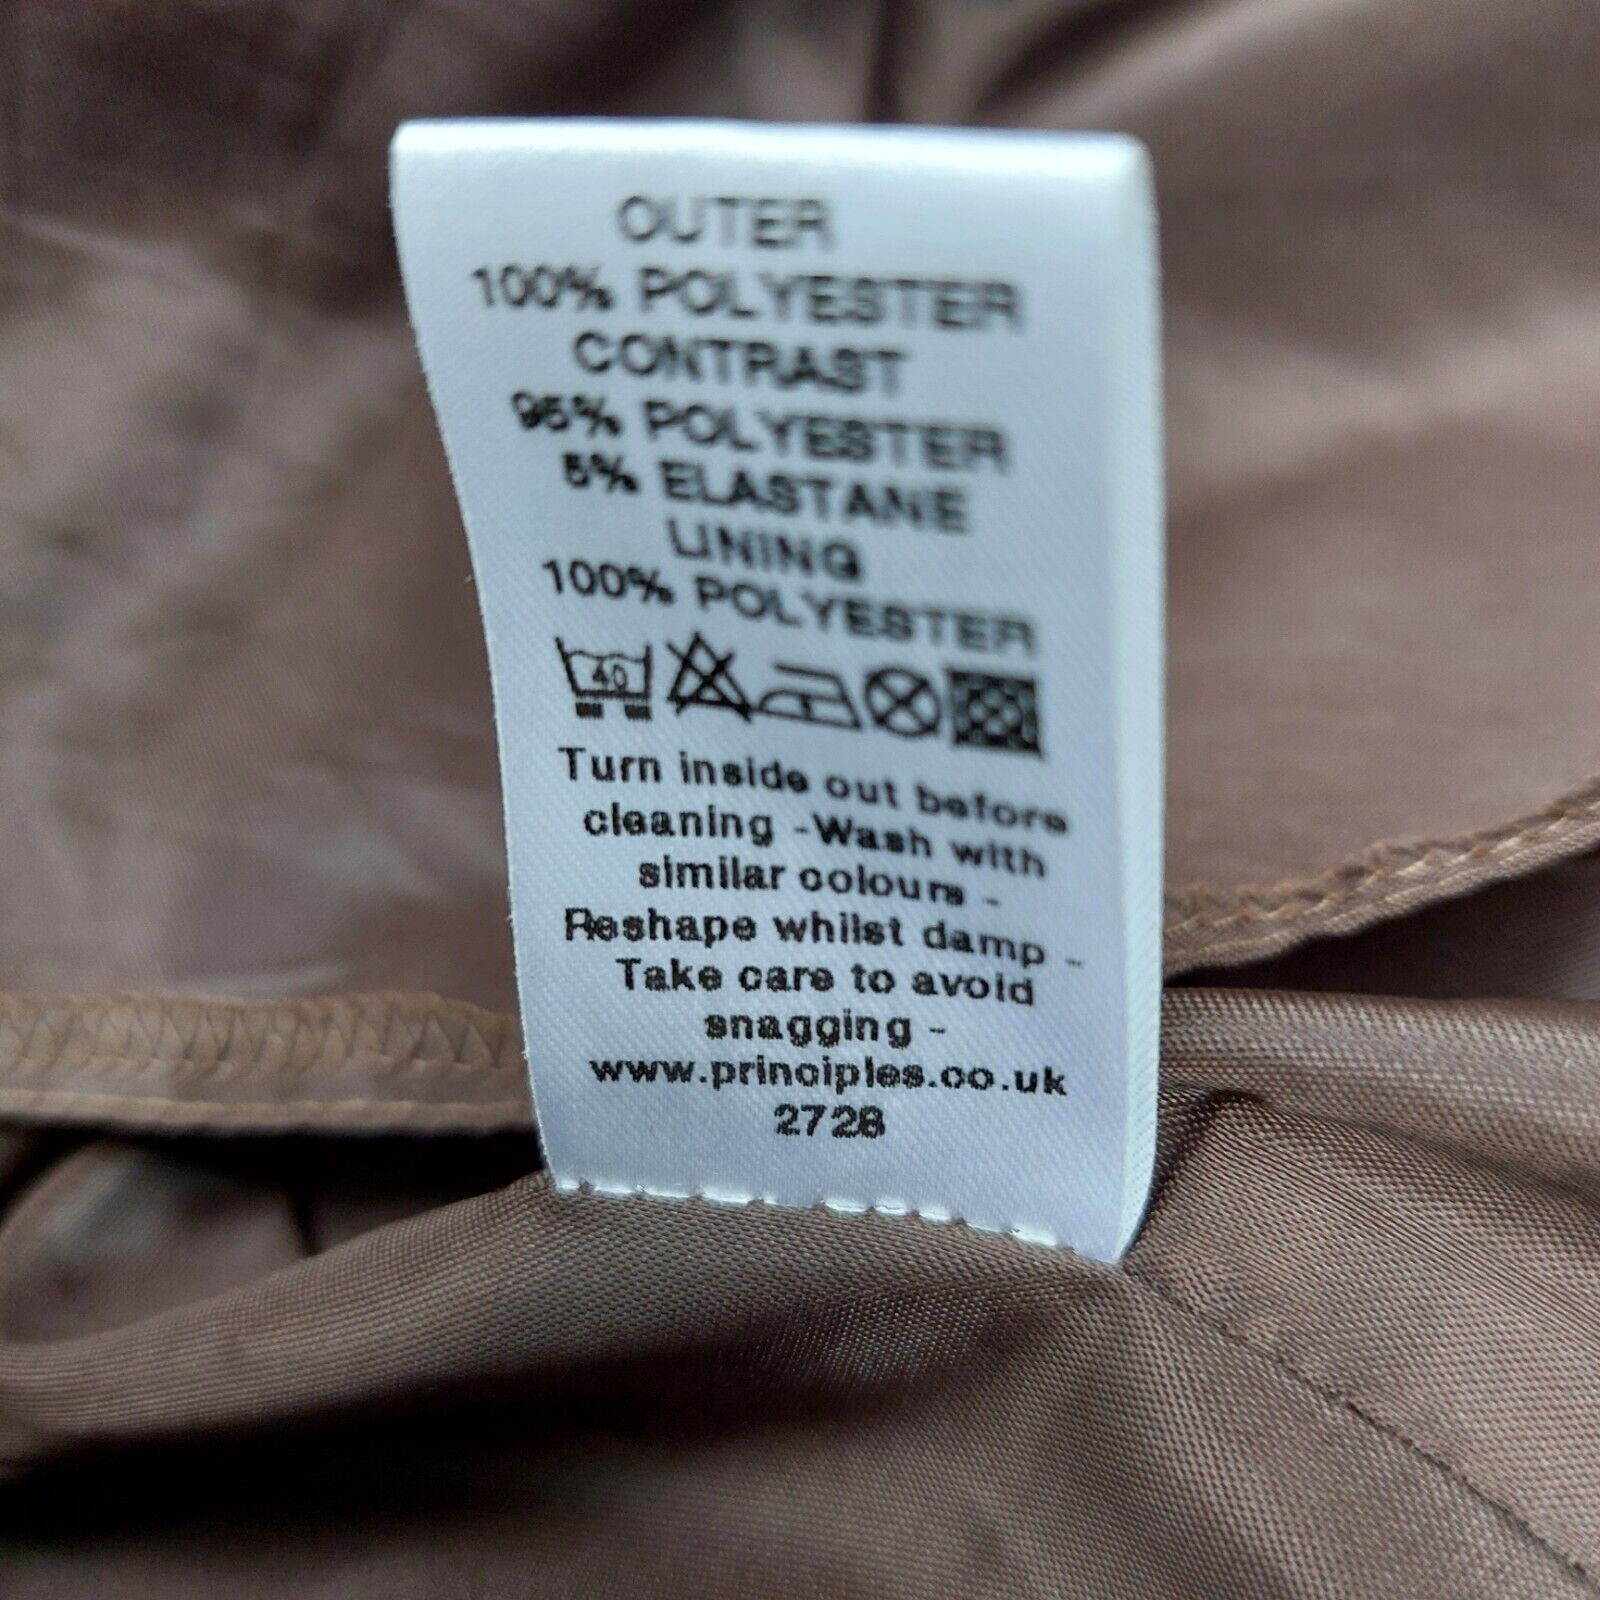 OUTER
100% POLYESTER
CONTRAST
95% POLYESTER
5% ELASTANE
LINING
100% POLYESTER
40
Turn inside out before
cleaning -Wash with
similar colours -
Reshape whilst damp -
Take care to avoid
snagging -
www.principles.co.uk
2728